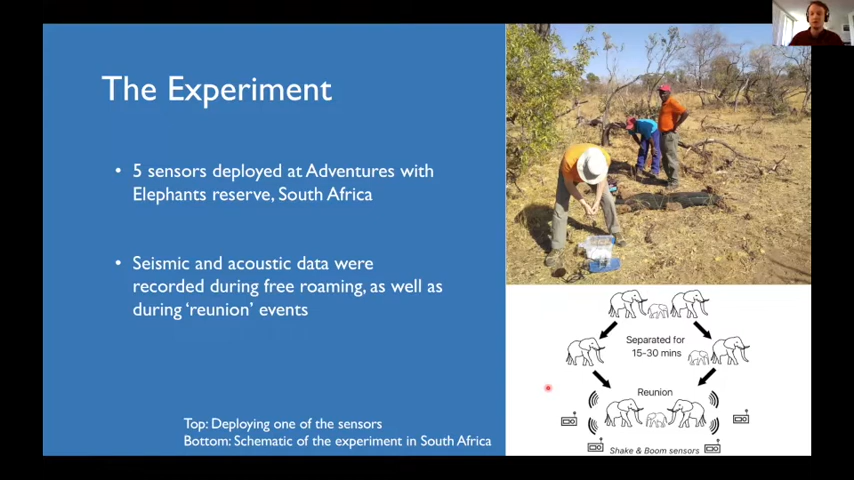 The Experiment
• 5 sensors deployed at Adventures with
Elephants reserve, South Africa
• Seismic and acoustic data were
recorded during free roaming, as well as
during ‘reunion’ events
Top: Deploying one of the sensors
Bottom: Schematic of the experiment in South Africa
Separated for
15-30 mins
Reunion
Shake & Boom sensors